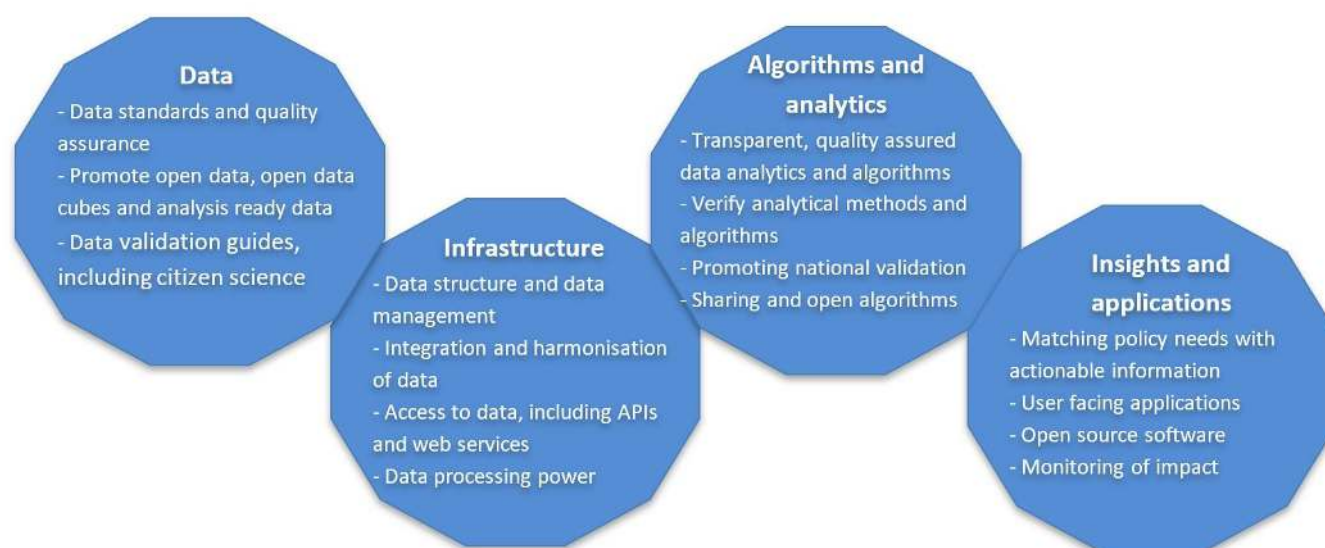 Data
- Data standards and quality
assurance
- Promote open data, open data
cubes and analysis ready data
- Data validation guides,
including citizen science
Infrastructure
- Data structure and data
management
- Integration and harmonisation
of data
- Access to data, including APIs
and web services
- Data processing power
Algorithms and
analytics
- Transparent, quality assured
data analytics and algorithms
- Verify analytical methods and
algorithms
- Promoting national validation
- Sharing and open algorithms
Insights and
applications
- Matching policy needs with
actionable information
- User facing applications
- Open source software
- Monitoring of impact